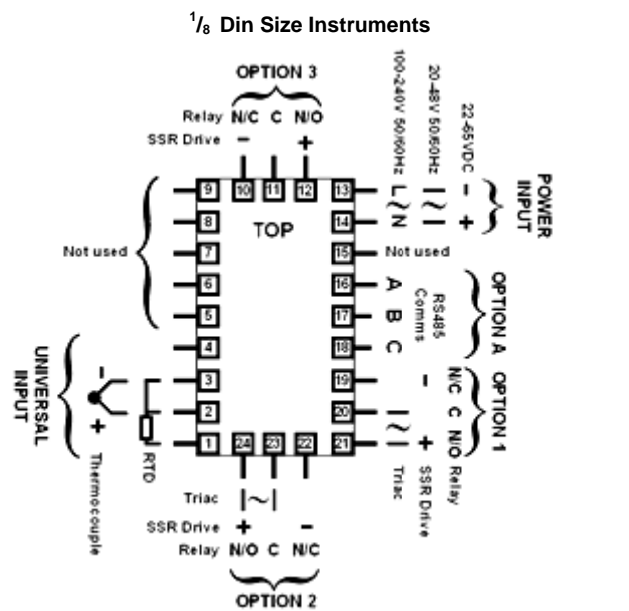 1/8 Din Size Instruments
OPTION 3
Relay N/C C N/O
SSR Drive − +
100-240V 50/60Hz
20-48V 50/60Hz
22-65VDC
9 10 11 12 13 L ~ − POWER INPUT
8 14 N ~ +
TOP
7 15 Not used
Not used
6 16 A
5 17 B RS485 Comms OPTION A
4 18 C
3 19 − N/C
2 20 C OPTION 1
1 24 23 22 21 ~ + N/O
Triac SSR Drive Relay
UNIVERSAL INPUT
− +
Thermocouple
RTD
Triac ~
SSR Drive + −
Relay N/O C N/C
OPTION 2